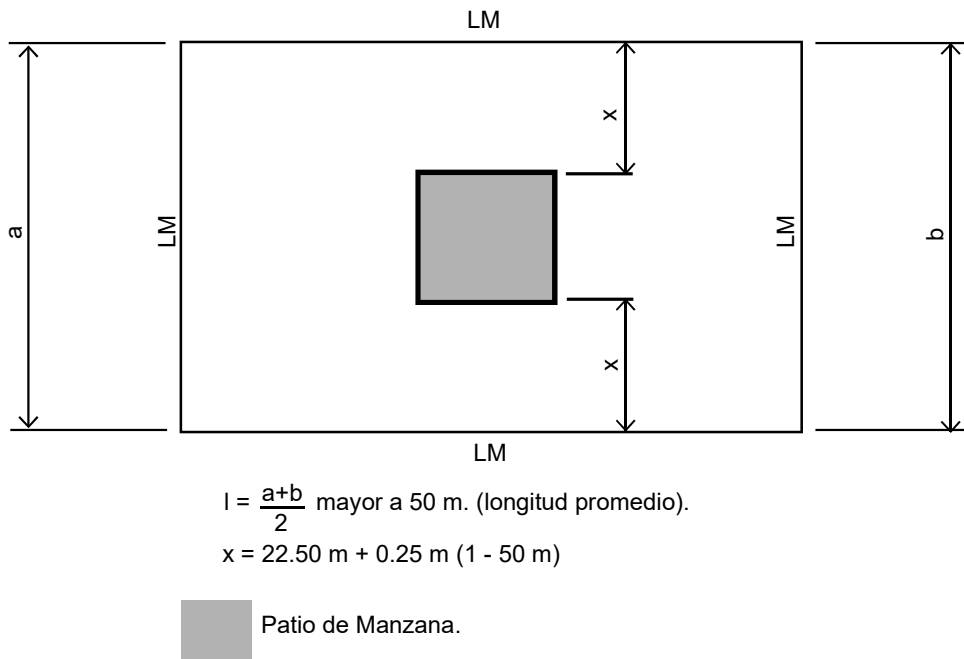 LM
x
a
LM
LM
b
x
LM
l = a+b/2 mayor a 50 m. (longitud promedio).
x = 22.50 m + 0.25 m (1 - 50 m)
Patio de Manzana.